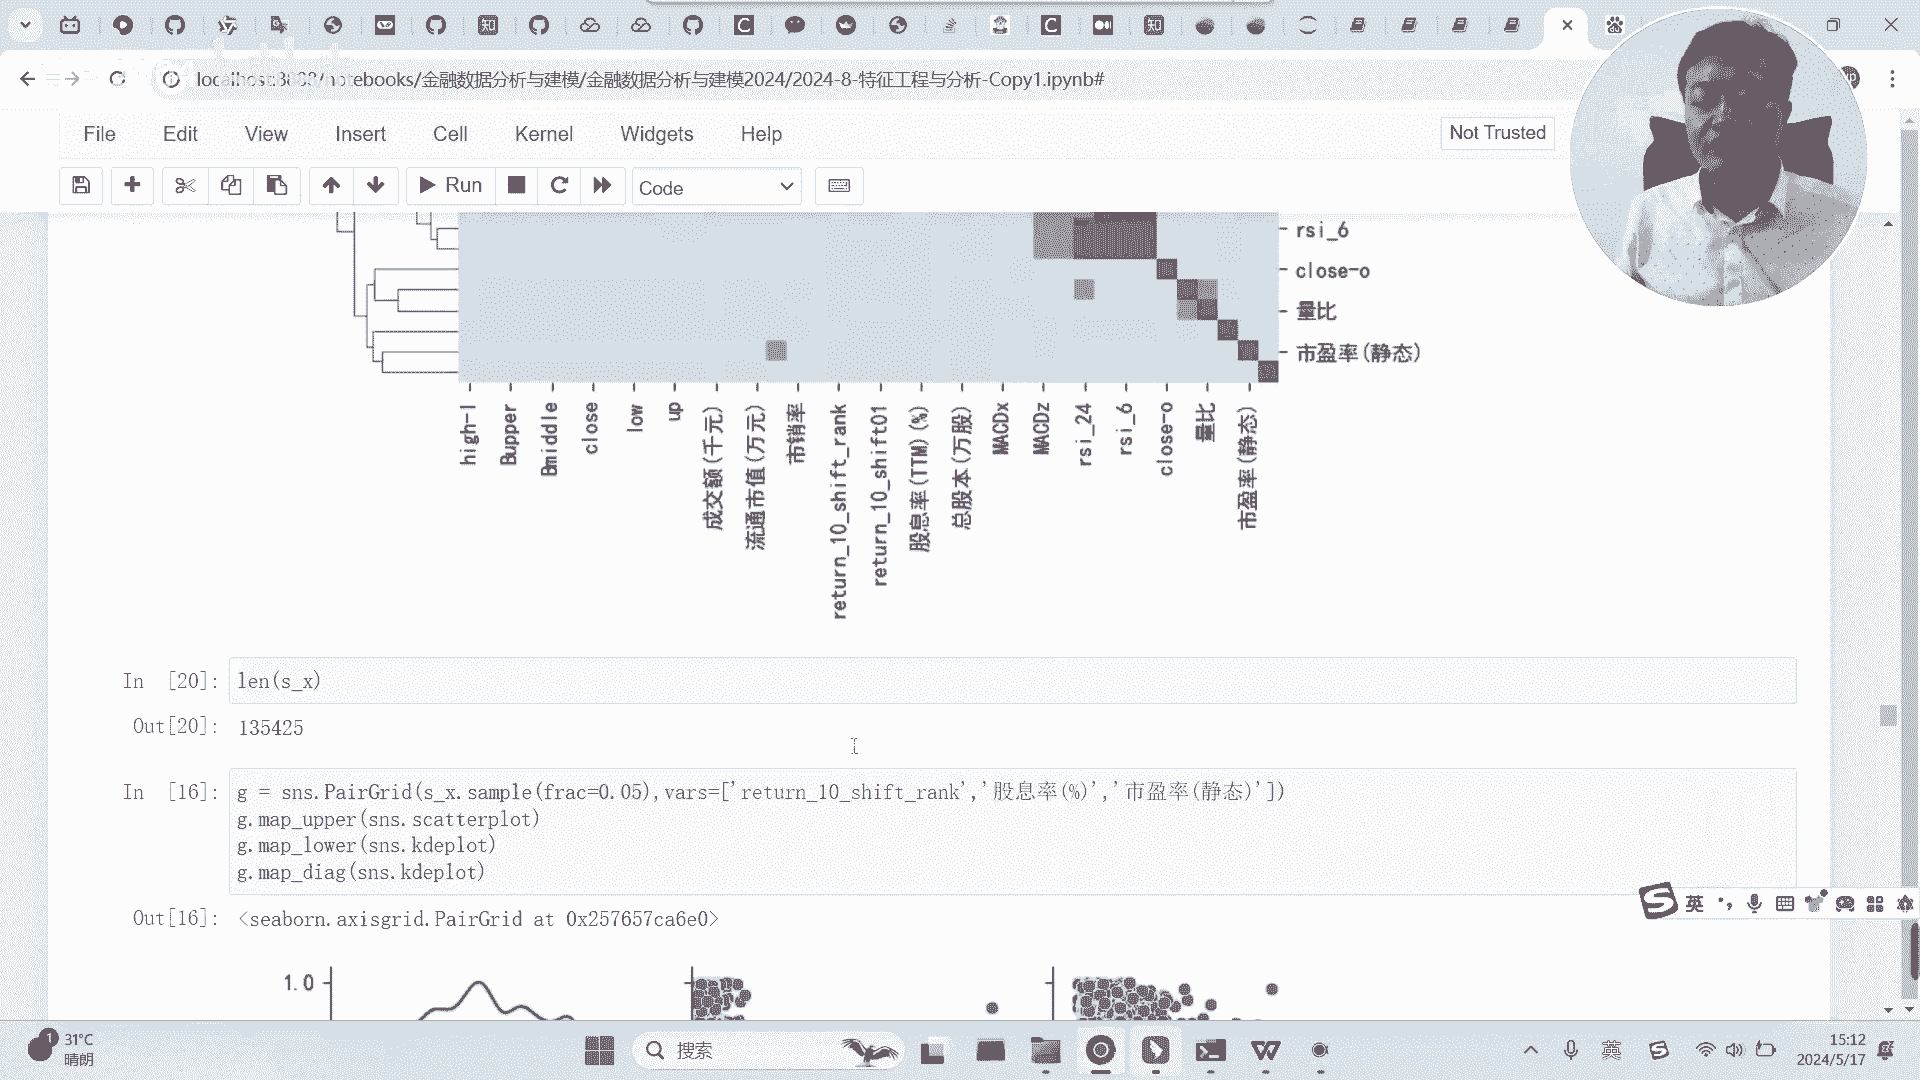 localhost:8888/notebooks/金融数据分析与建模/金融数据分析与建模2024/2024-8-特征工程与分析-Copy1.ipynb#
File Edit View Insert Cell Kernel Widgets Help
Not Trusted
Run
Code
rsi_6
close-o
量比
市盈率(静态)
high-l
Bupper
Bmiddle
close
low
up
成交额(千元)
流通市值(万元)
市销率
return_10_shift_rank
return_10_shift01
股息率(TTM)(%)
总股本(万股)
MACDx
MACDz
rsi_24
rsi_6
close-o
量比
市盈率(静态)
In [20]: len(s_x)
Out[20]: 135425
In [16]: g = sns.PairGrid(s_x.sample(frac=0.05),vars=['return_10_shift_rank','股息率(%)','市盈率(静态)'])
g.map_upper(sns.scatterplot)
g.map_lower(sns.kdeplot)
g.map_diag(sns.kdeplot)
Out[16]: <seaborn.axisgrid.PairGrid at 0x257657ca6e0>
1.0
英
31°C
晴朗
搜索
英
15:12
2024/5/17